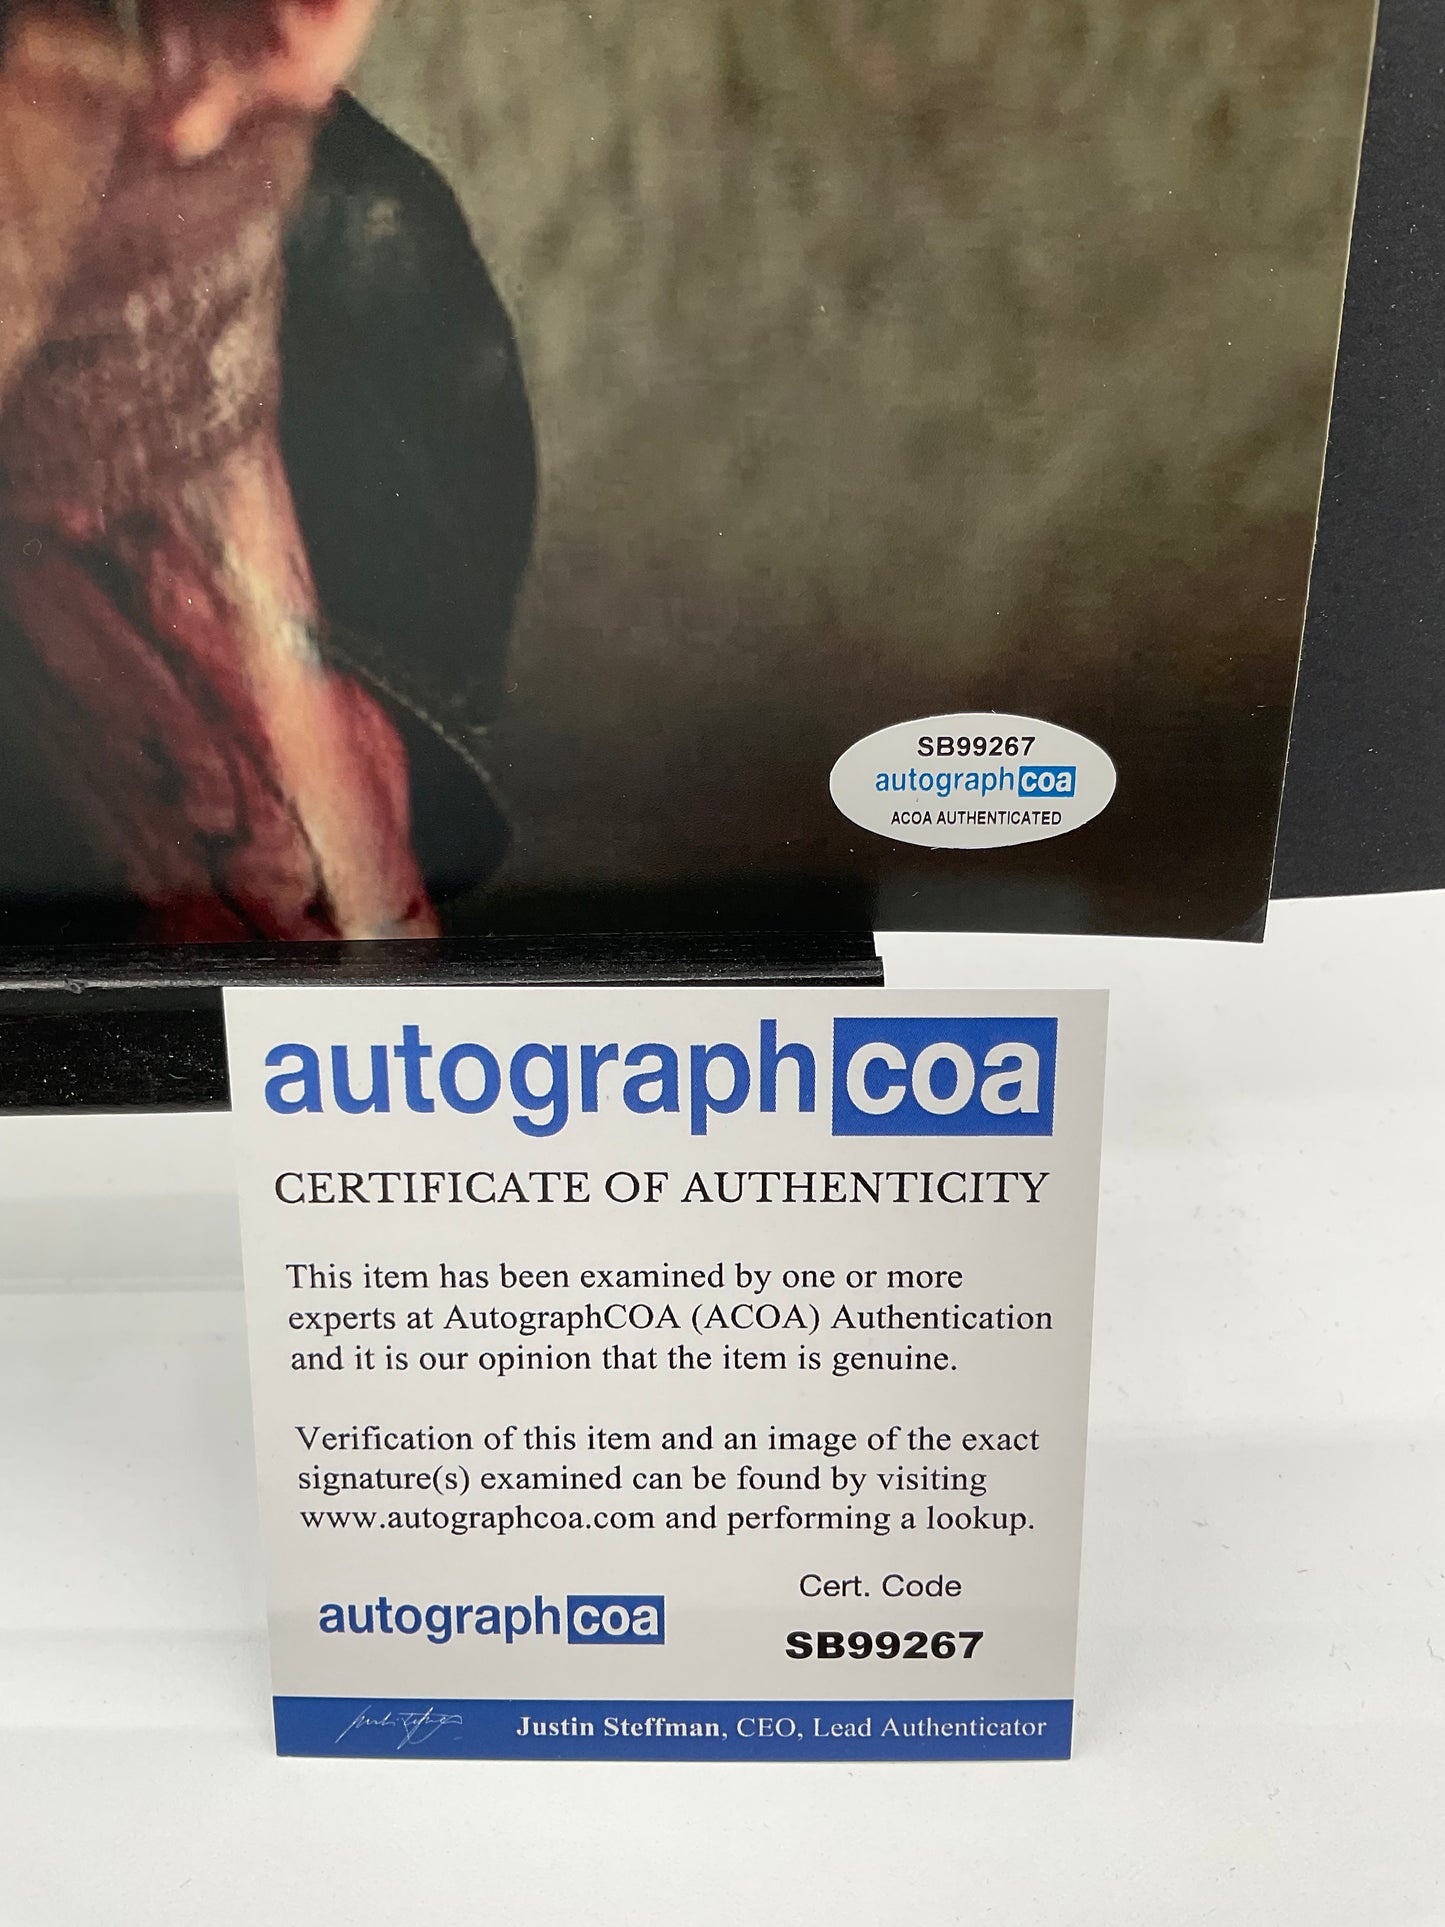 SB99267
autographcoa
ACOA AUTHENTICATED
autographcoa
CERTIFICATE OF AUTHENTICITY
This item has been examined by one or more
experts at AutographCOA (ACOA) Authentication
and it is our opinion that the item is genuine.
Verification of this item and an image of the exact
signature(s) examined can be found by visiting
www.autographcoa.com and performing a lookup.
Cert. Code
autographcoa
SB99267
Justin Steffman, CEO, Lead Authenticator